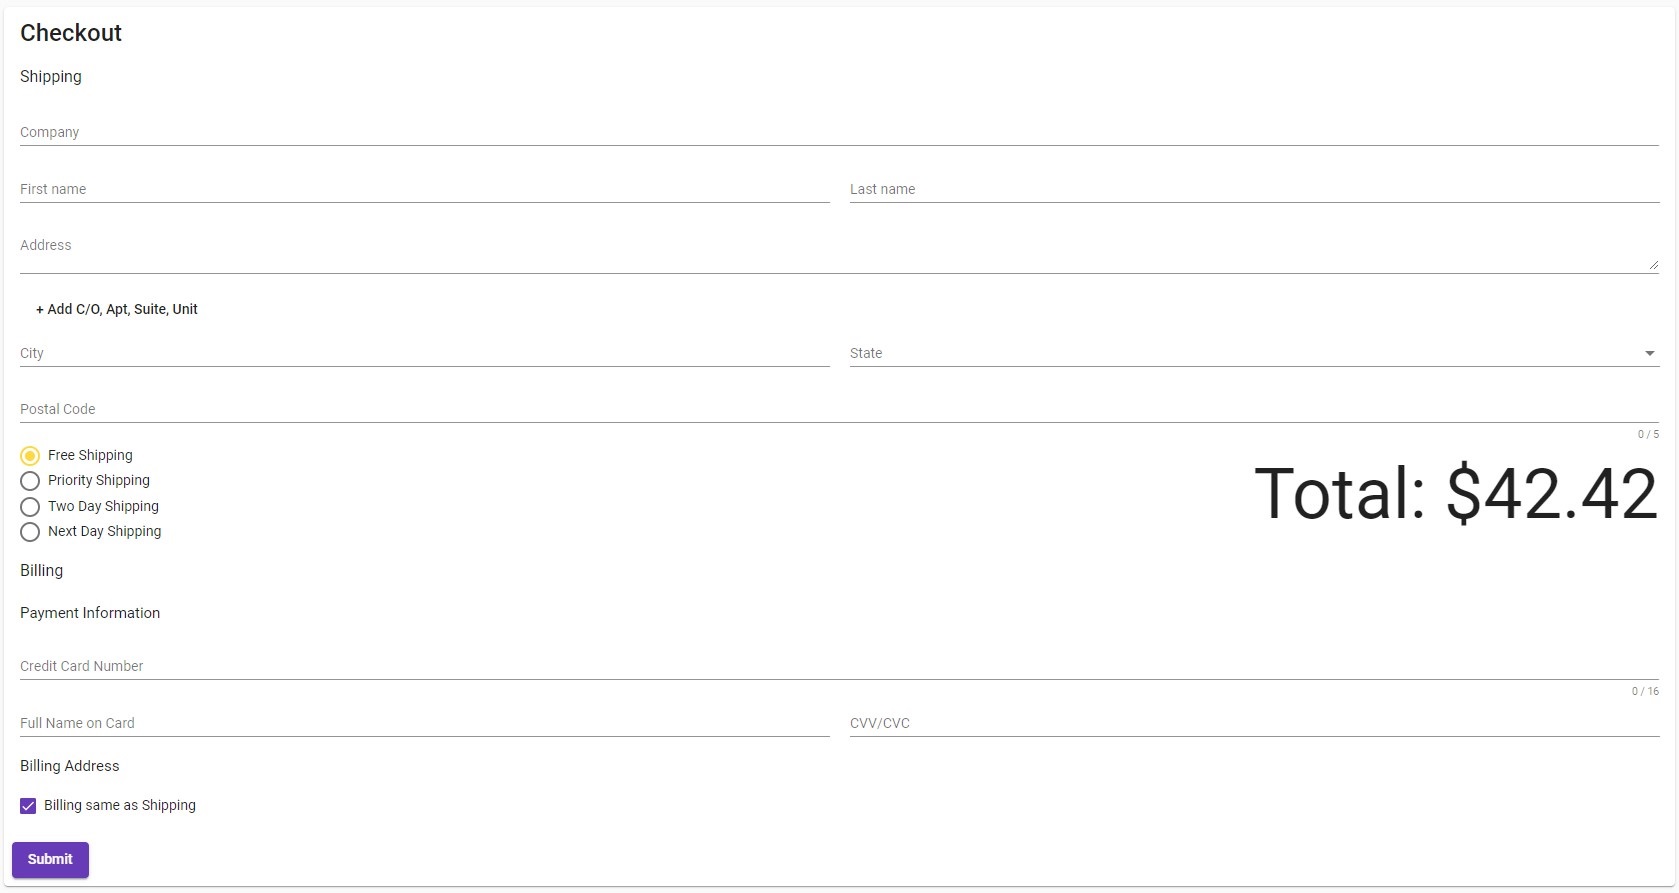 Checkout
Shipping
Company
First name
Last name
Address
+ Add C/O, Apt, Suite, Unit
City
State
Postal Code
0 / 5
Free Shipping
Priority Shipping
Two Day Shipping
Next Day Shipping
Total: $42.42
Billing
Payment Information
Credit Card Number
0 / 16
Full Name on Card
CVV/CVC
Billing Address
Billing same as Shipping
Submit